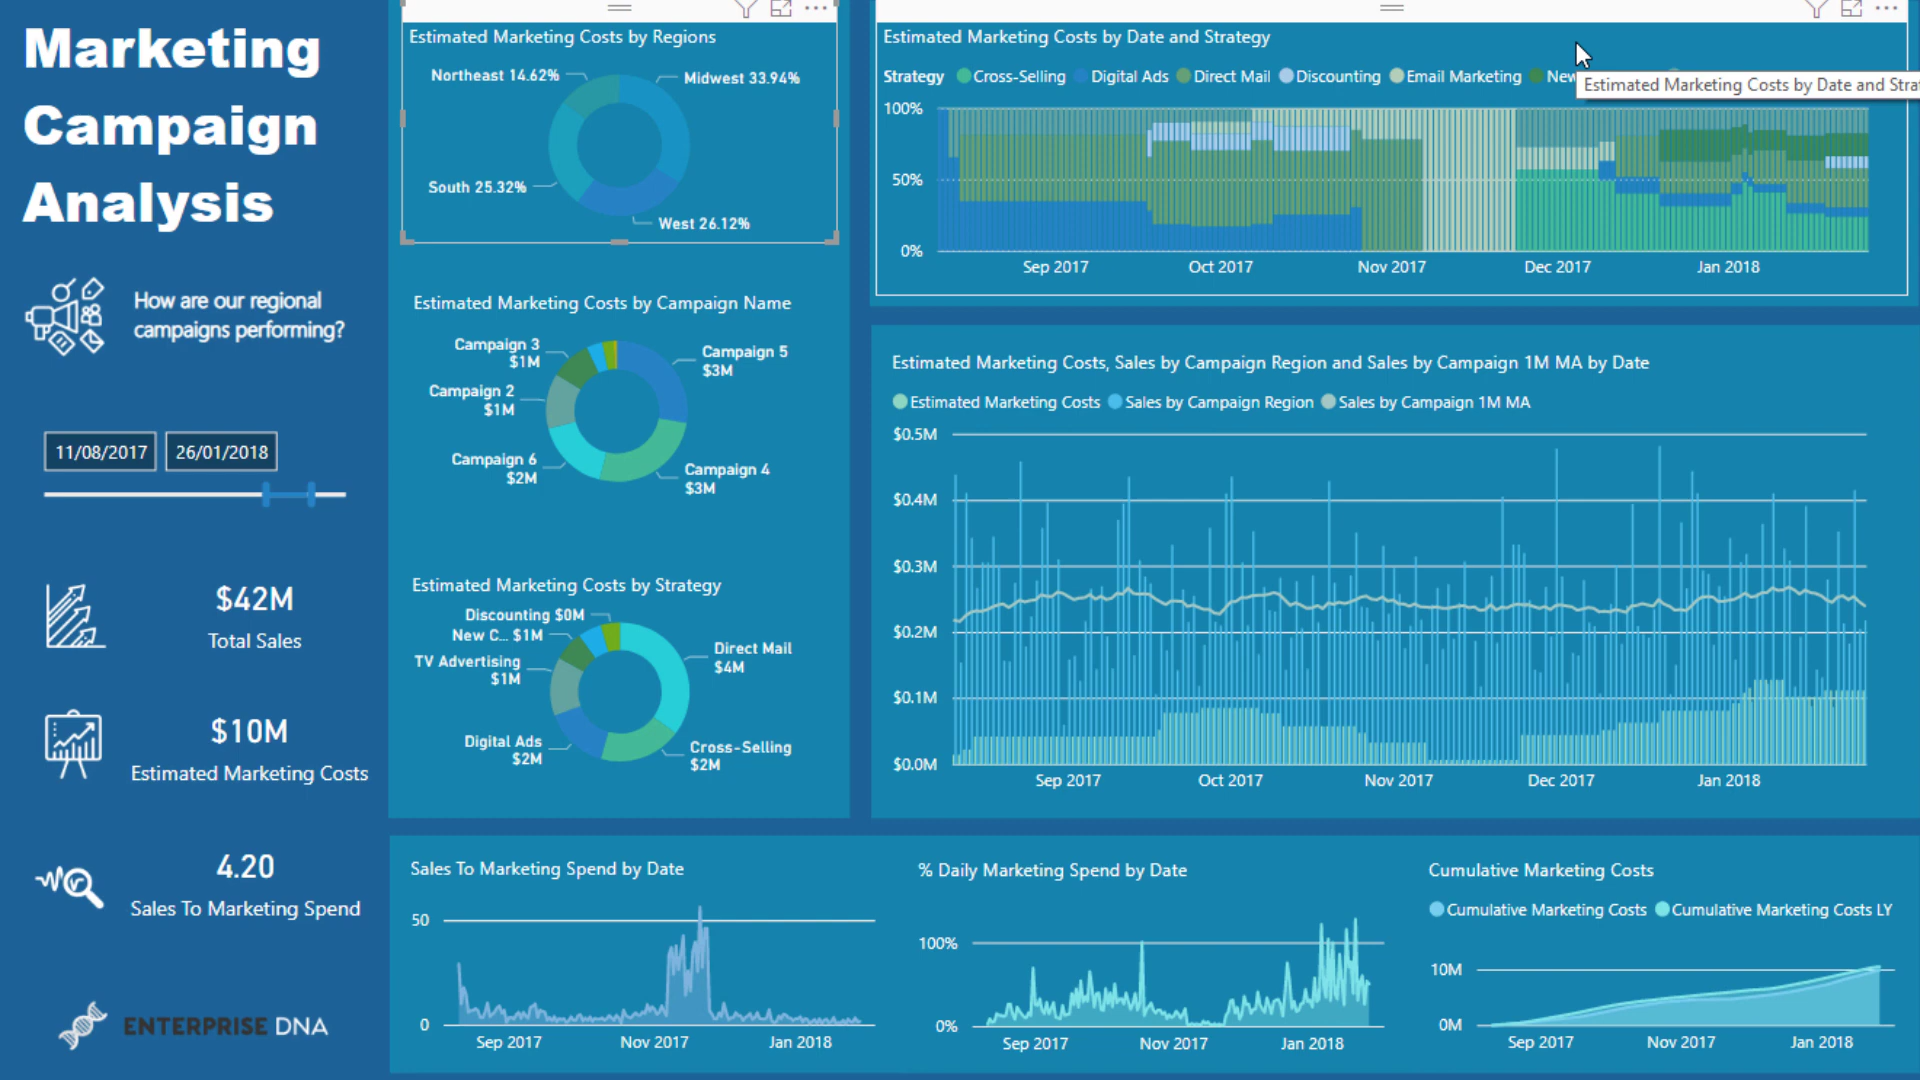 Marketing
Campaign
Analysis
How are our regional
campaigns performing?
11/08/2017 26/01/2018
$42M
Total Sales
$10M
Estimated Marketing Costs
4.20
Sales To Marketing Spend
ENTERPRISE DNA
Estimated Marketing Costs by Regions
Northeast 14.62%
Midwest 33.94%
South 25.32%
West 26.12%
Estimated Marketing Costs by Campaign Name
Campaign 3
$1M
Campaign 5
$3M
Campaign 2
$1M
Campaign 6
$2M
Campaign 4
$3M
Estimated Marketing Costs by Strategy
Discounting $0M
New C... $1M
TV Advertising
$1M
Direct Mail
$4M
Digital Ads
$2M
Cross-Selling
$2M
Estimated Marketing Costs by Date and Strategy
Strategy Cross-Selling Digital Ads Direct Mail Discounting Email Marketing New
Estimated Marketing Costs by Date and Strat
100%
50%
0%
Sep 2017 Oct 2017 Nov 2017 Dec 2017 Jan 2018
Estimated Marketing Costs, Sales by Campaign Region and Sales by Campaign 1M MA by Date
Estimated Marketing Costs Sales by Campaign Region Sales by Campaign 1M MA
$0.5M
$0.4M
$0.3M
$0.2M
$0.1M
$0.0M
Sep 2017 Oct 2017 Nov 2017 Dec 2017 Jan 2018
Sales To Marketing Spend by Date
50
0
Sep 2017 Nov 2017 Jan 2018
% Daily Marketing Spend by Date
100%
0%
Sep 2017 Nov 2017 Jan 2018
Cumulative Marketing Costs
Cumulative Marketing Costs Cumulative Marketing Costs LY
10M
0M
Sep 2017 Nov 2017 Jan 2018